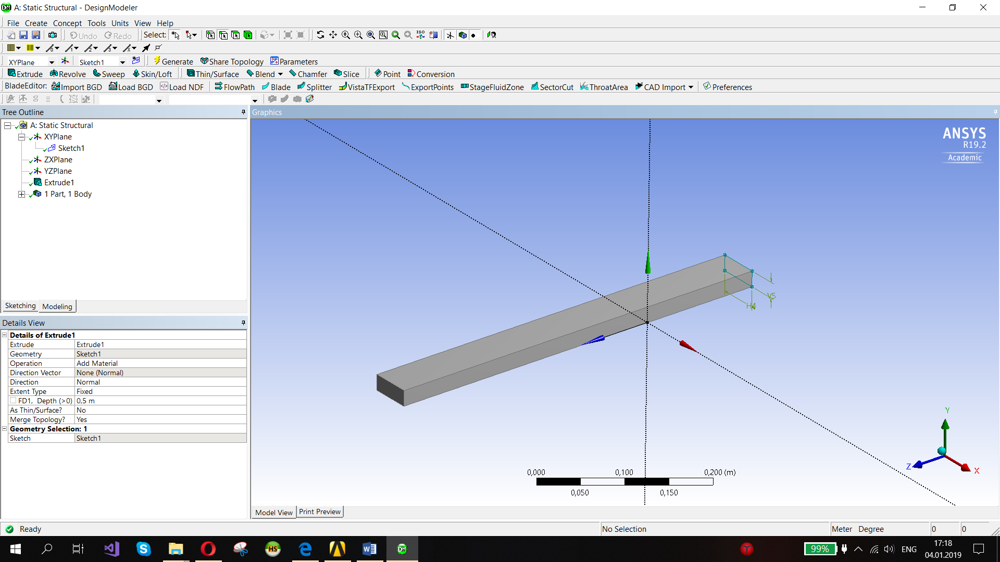 DM A: Static Structural - DesignModeler
File Create Concept Tools Units View Help
Undo Redo Select: ISO
XYPlane Sketch1 Generate Share Topology Parameters
Extrude Revolve Sweep Skin/Loft Thin/Surface Blend Chamfer Slice Point Conversion
BladeEditor: Import BGD Load BGD Load NDF FlowPath Blade Splitter VistaTFExport ExportPoints StageFluidZone SectorCut ThroatArea CAD Import Preferences
Tree Outline
A: Static Structural
XYPlane
Sketch1
ZXPlane
YZPlane
Extrude1
1 Part, 1 Body
Sketching Modeling
Details View
Details of Extrude1
Extrude Extrude1
Geometry Sketch1
Operation Add Material
Direction Vector None (Normal)
Direction Normal
Extent Type Fixed
FD1, Depth (>0) 0,5 m
As Thin/Surface? No
Merge Topology? Yes
Geometry Selection: 1
Sketch Sketch1
Graphics
ANSYS
R19.2
Academic
V5
H4
Y
Z
X
0,000 0,100 0,200 (m)
0,050 0,150
Model View Print Preview
Ready No Selection Meter Degree 0 0
HS DM 99% ENG 17:18
04.01.2019